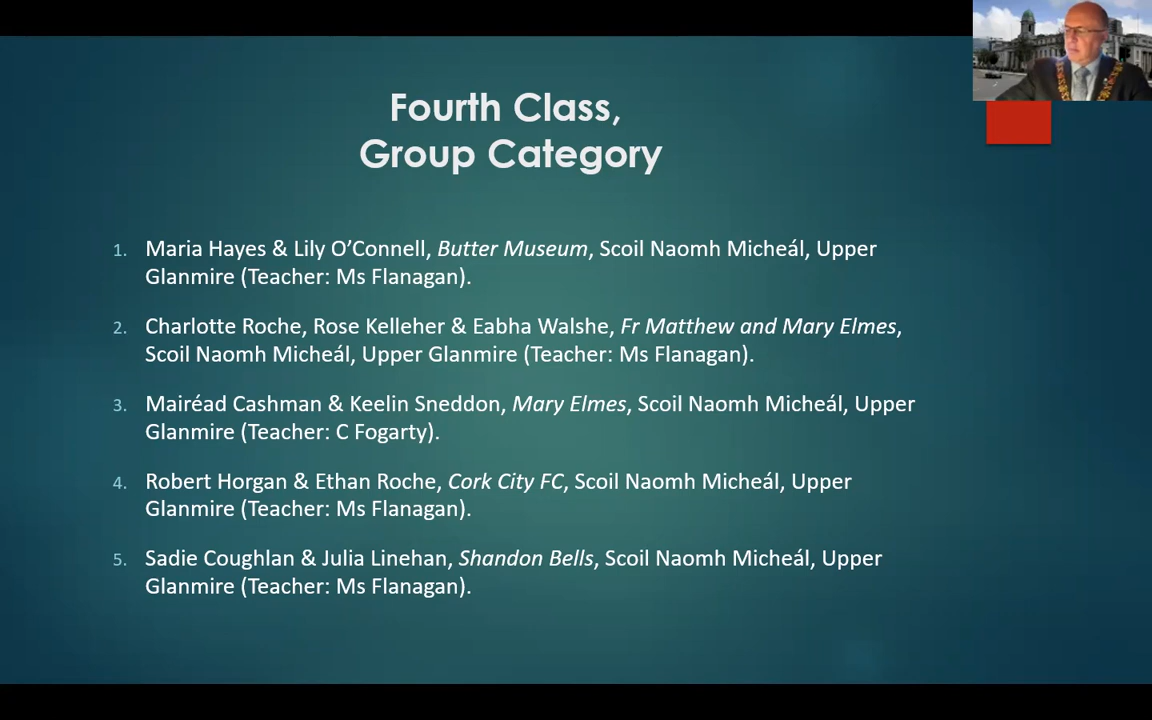 Fourth Class,
Group Category
1. Maria Hayes & Lily O’Connell, Butter Museum, Scoil Naomh Micheál, Upper
Glanmire (Teacher: Ms Flanagan).
2. Charlotte Roche, Rose Kelleher & Eabha Walshe, Fr Matthew and Mary Elmes,
Scoil Naomh Micheál, Upper Glanmire (Teacher: Ms Flanagan).
3. Mairéad Cashman & Keelin Sneddon, Mary Elmes, Scoil Naomh Micheál, Upper
Glanmire (Teacher: C Fogarty).
4. Robert Horgan & Ethan Roche, Cork City FC, Scoil Naomh Micheál, Upper
Glanmire (Teacher: Ms Flanagan).
5. Sadie Coughlan & Julia Linehan, Shandon Bells, Scoil Naomh Micheál, Upper
Glanmire (Teacher: Ms Flanagan).